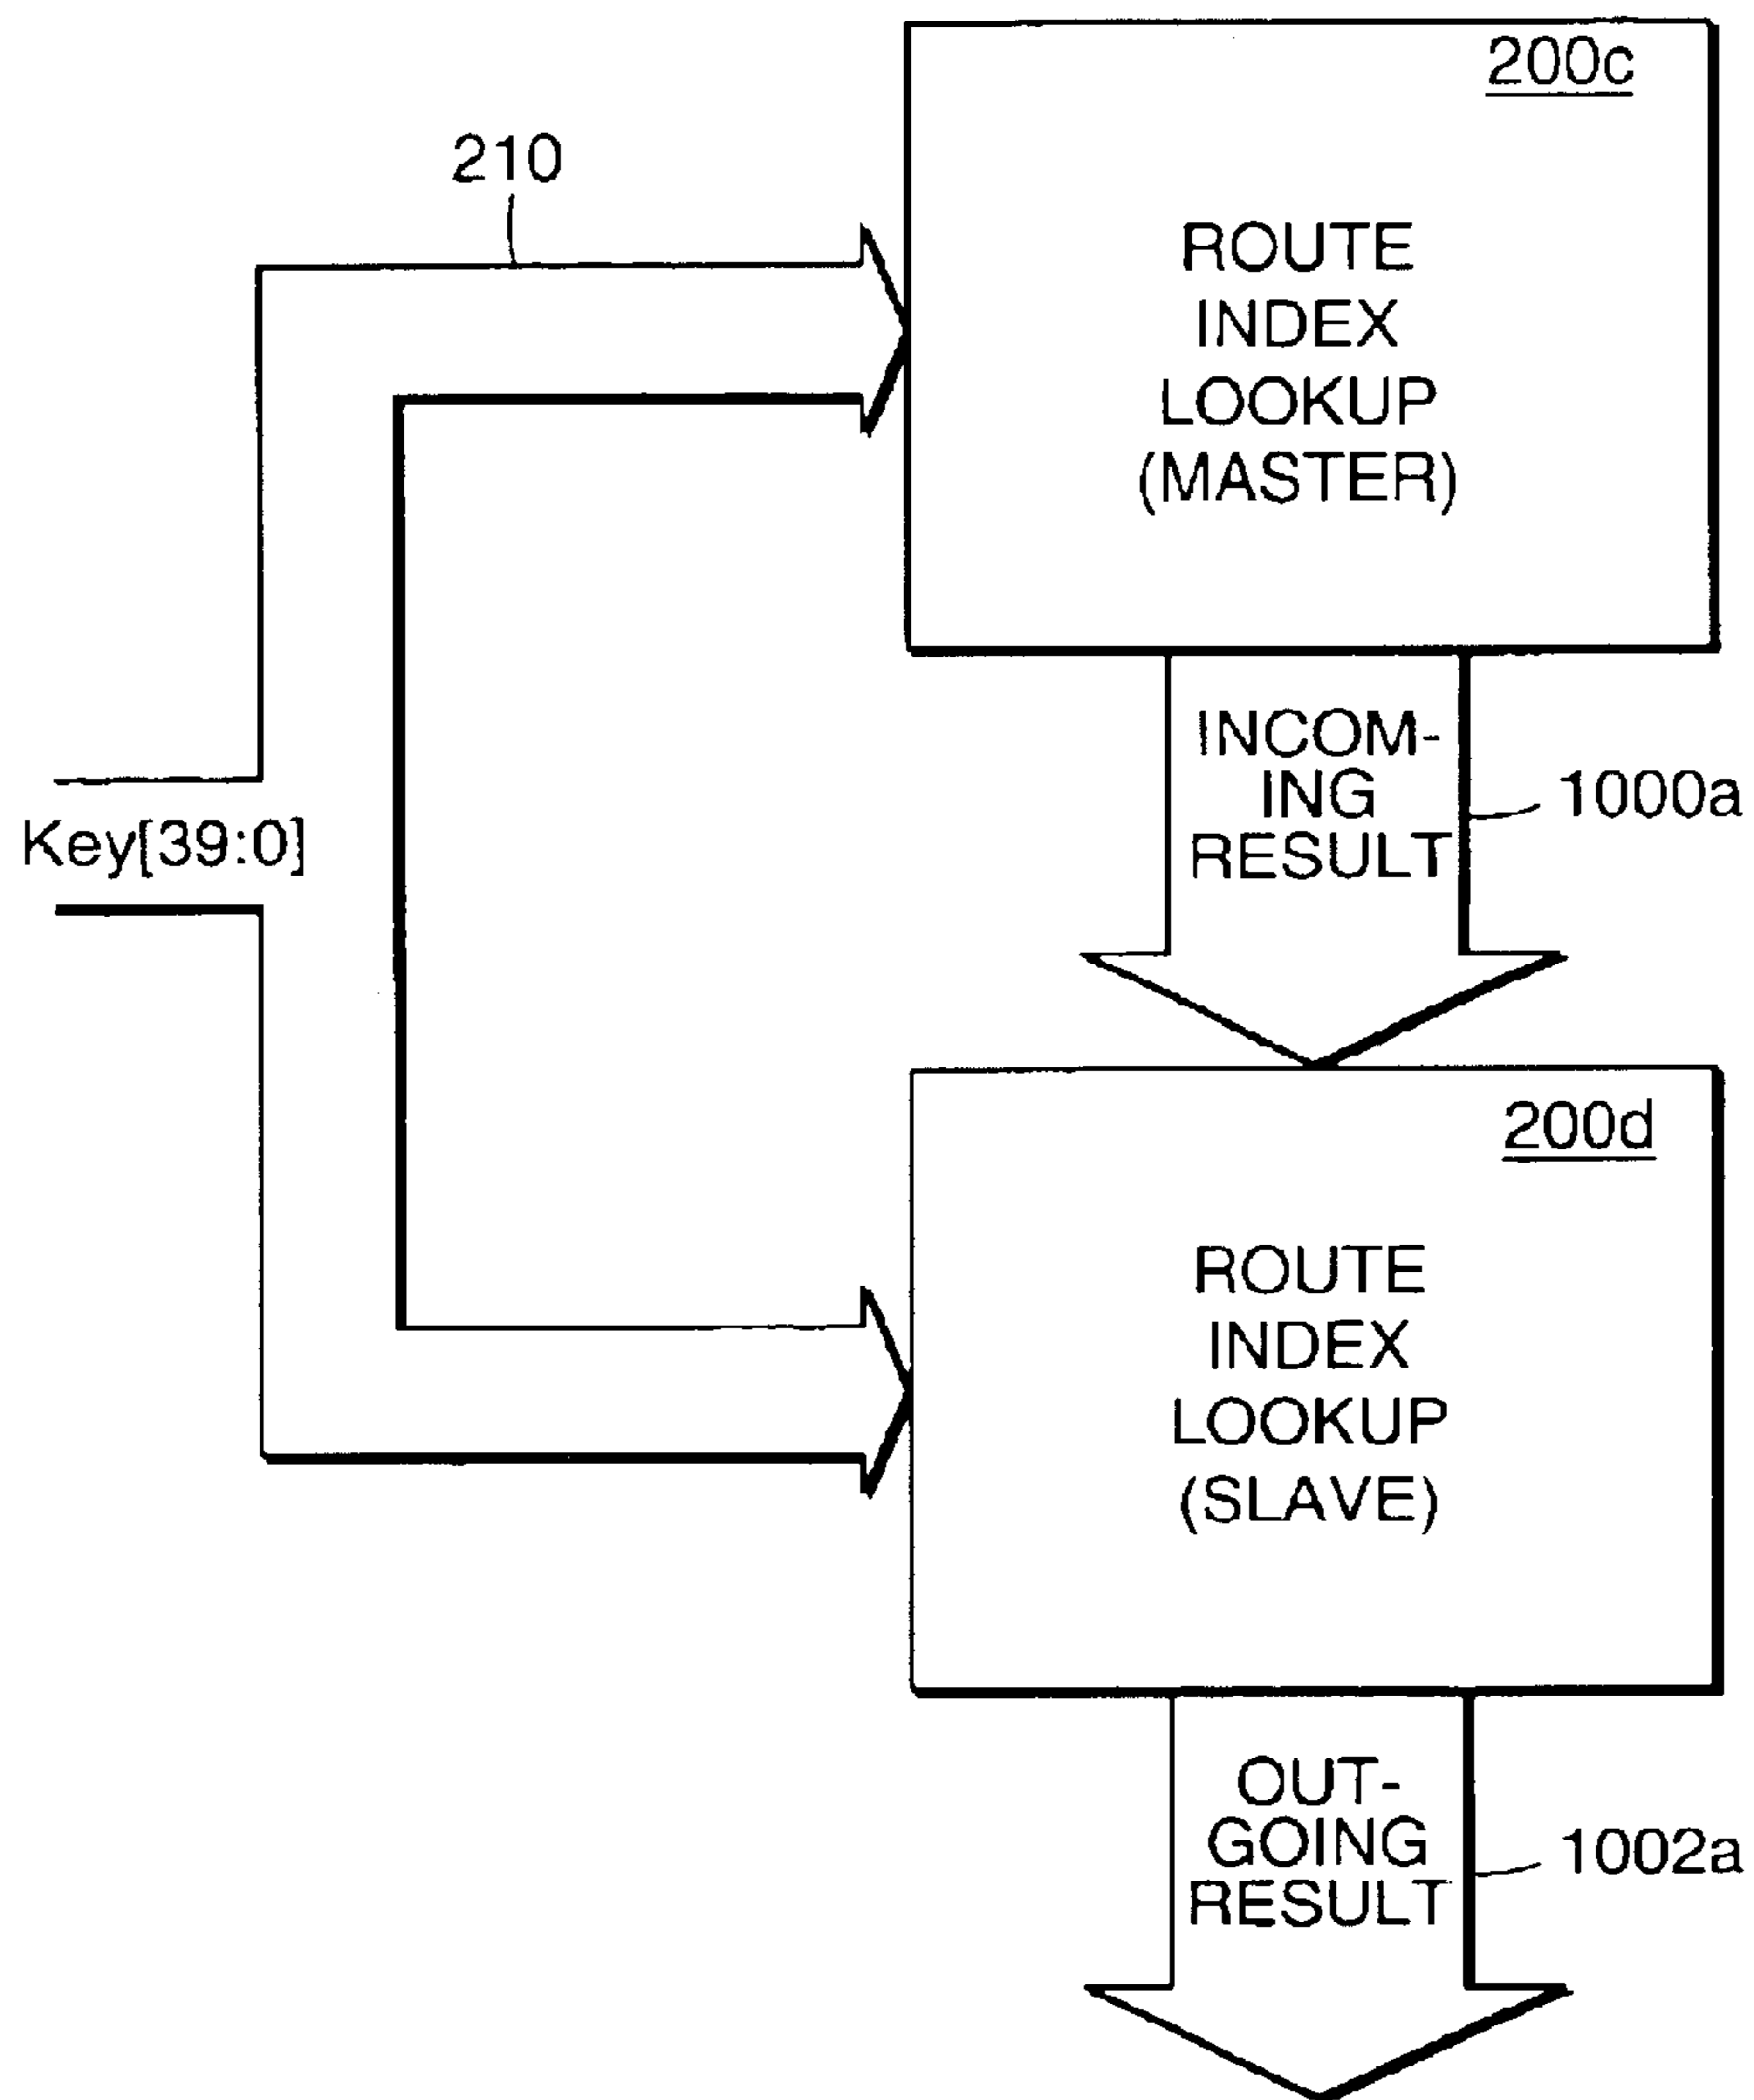 200c
210
ROUTE
INDEX
LOOKUP
(MASTER)
INCOM-
ING
RESULT
1000a
Key[39:0]
200d
ROUTE
INDEX
LOOKUP
(SLAVE)
OUT-
GOING
RESULT
1002a